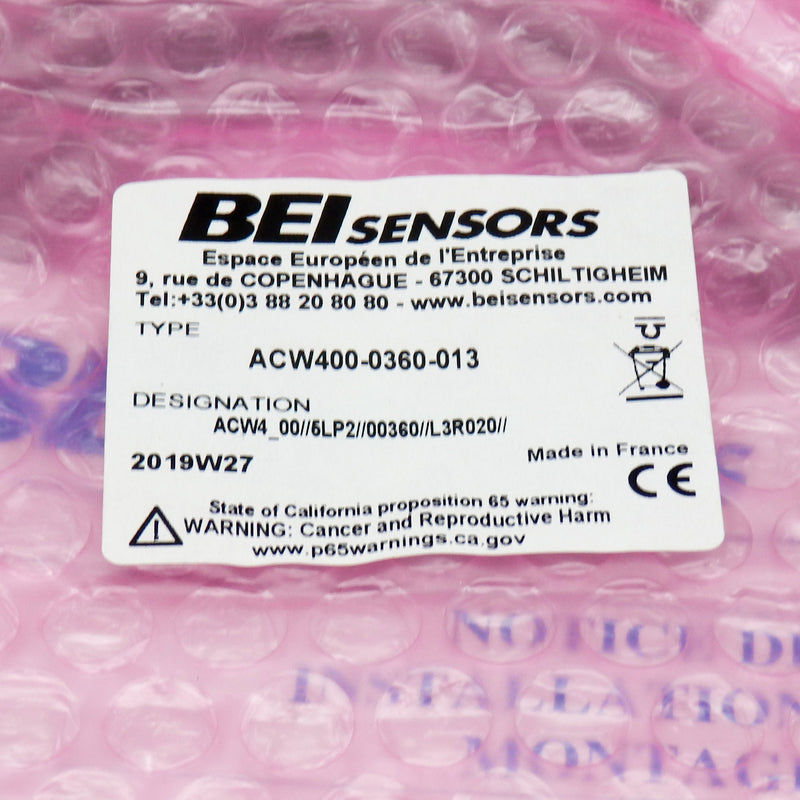 BEI SENSORS
Espace Européen de l'Entreprise
9, rue de COPENHAGUE - 67300 SCHILTIGHEIM
Tel:+33(0)3 88 20 80 80 - www.beisensors.com
TYPE
ACW400-0360-013
DESIGNATION
ACW4_00//5LP2//00360//L3R020//
2019W27
Made in France
CE
State of California proposition 65 warning:
WARNING: Cancer and Reproductive Harm
www.p65warnings.ca.gov
NOTICE
INSTALLATION